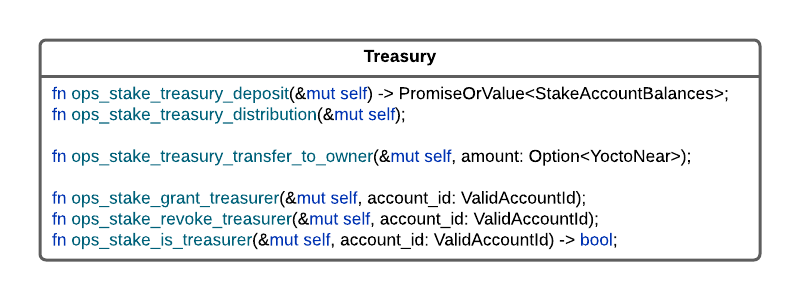 Treasury
fn ops_stake_treasury_deposit(&mut self) -> PromiseOrValue<StakeAccountBalances>;
fn ops_stake_treasury_distribution(&mut self);
fn ops_stake_treasury_transfer_to_owner(&mut self, amount: Option<YoctoNear>);
fn ops_stake_grant_treasurer(&mut self, account_id: ValidAccountId);
fn ops_stake_revoke_treasurer(&mut self, account_id: ValidAccountId);
fn ops_stake_is_treasurer(&mut self, account_id: ValidAccountId) -> bool;